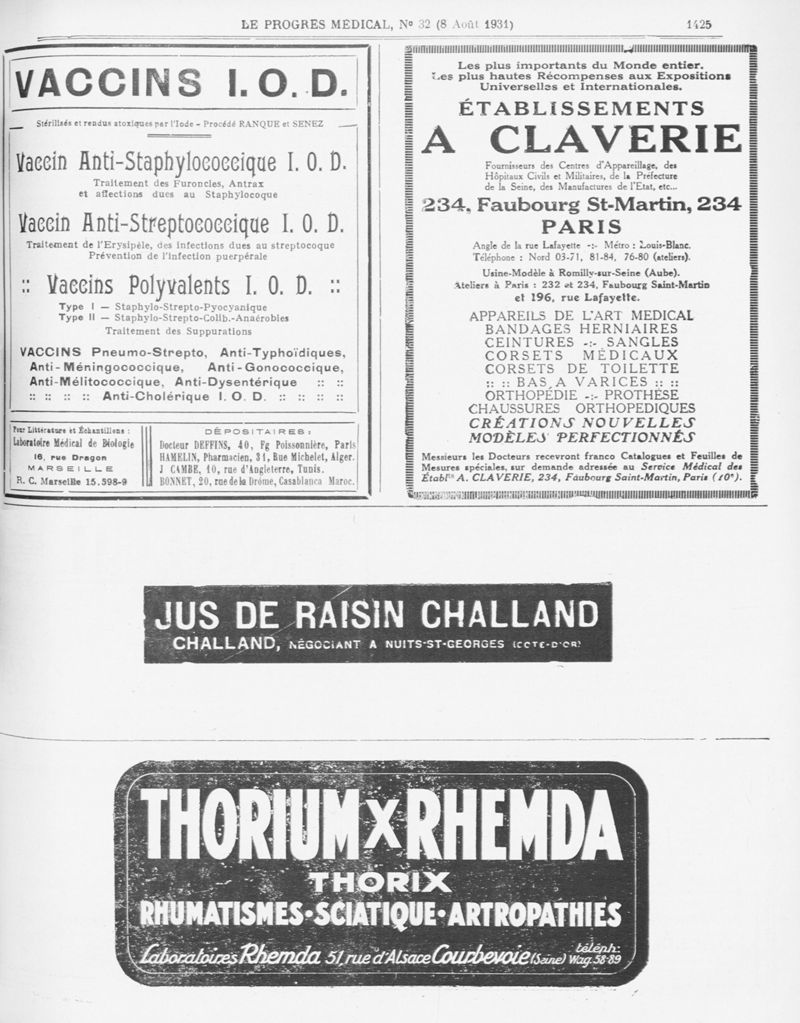 LE PROGRES MEDICAL, Nº 32 (8 Août 1931) 1425
VACCINS I.O.D.
Stérilisés et rendus atoxiques par l'Iode - Procédé RANQUE et SENEZ
Vaccin Anti-Staphylococcique I. O. D.
Traitement des Furoncles, Antrax
et affections dues au Staphylocoque
Vaccin Anti-Streptococcique I. O. D.
Traitement de l'Erysipèle, des infections dues au streptocoque
Prévention de l'infection puerpérale
:: Vaccins Polyvalents I. O. D. ::
Type I — Staphylo-Strepto-Pyocyanique
Type II — Staphylo-Strepto-Colib.-Anaérobies
Traitement des Suppurations
VACCINS Pneumo-Strepto, Anti-Typhoïdiques,
Anti-Méningococcique, Anti-Gonococcique,
Anti-Mélitococcique, Anti-Dysentérique :: ::
:: :: :: :: Anti-Cholérique I. O. D. :: :: :: ::
Pour Littérature et Échantillons :
Laboratoire Médical de Biologie
16, rue Dragon
MARSEILLE
R. C. Marseille 15.598-9
DÉPOSITAIRES :
Docteur DEFFINS, 40, Fg Poissonnière, Paris
HAMELIN, Pharmacien, 31, Rue Michelet, Alger.
J CAMBE, 10, rue d'Angleterre, Tunis.
BONNET, 20, rue de la Drôme, Casablanca Maroc.
Les plus importants du Monde entier.
Les plus hautes Récompenses aux Expositions
Universelles et Internationales.
ÉTABLISSEMENTS
A CLAVERIE
Fournisseurs des Centres d'Appareillage, des
Hôpitaux Civils et Militaires, de la Préfecture
de la Seine, des Manufactures de l'Etat, etc...
234, Faubourg St-Martin, 234
PARIS
Angle de la rue Lafayette -:- Métro : Louis-Blanc.
Téléphone : Nord 03-71, 81-84, 76-80 (ateliers).
Usine-Modèle à Romilly-sur-Seine (Aube).
Ateliers à Paris : 232 et 234, Faubourg Saint-Martin
et 196, rue Lafayette.
APPAREILS DE L'ART MEDICAL
BANDAGES HERNIAIRES
CEINTURES -:- SANGLES
CORSETS MÉDICAUX
CORSETS DE TOILETTE
:: :: BAS A VARICES :: ::
ORTHOPÉDIE -:- PROTHÈSE
CHAUSSURES ORTHOPEDIQUES
CRÉATIONS NOUVELLES
MODÈLES PERFECTIONNÉS
Messieurs les Docteurs recevront franco Catalogues et Feuilles de
Mesures spéciales, sur demande adressée au Service Médical des
Établts A. CLAVERIE, 234, Faubourg Saint-Martin, Paris (10e).
JUS DE RAISIN CHALLAND
CHALLAND, NÉGOCIANT A NUITS-ST-GEORGES (COTE-D'OR)
THORIUM X RHEMDA
THORIX
RHUMATISMES·SCIATIQUE·ARTROPATHIES
Laboratoires Rhemda 51, rue d'Alsace Courbevoie (Seine) téléph: Wag. 58-89